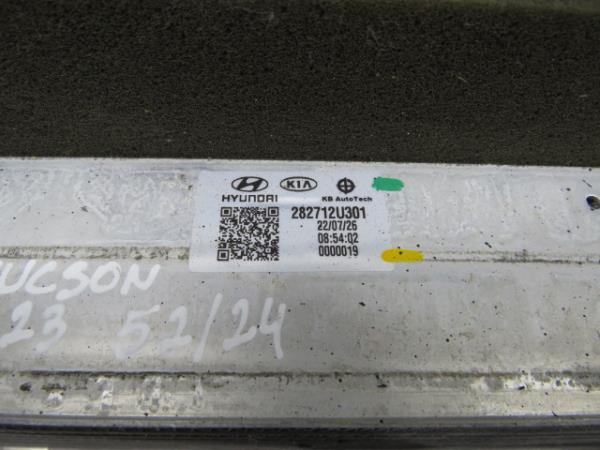 HYUNDAI KIA KB AutoTech
282712U301
22/07/26
08:54:02
0000019
UCSON
23 52/24